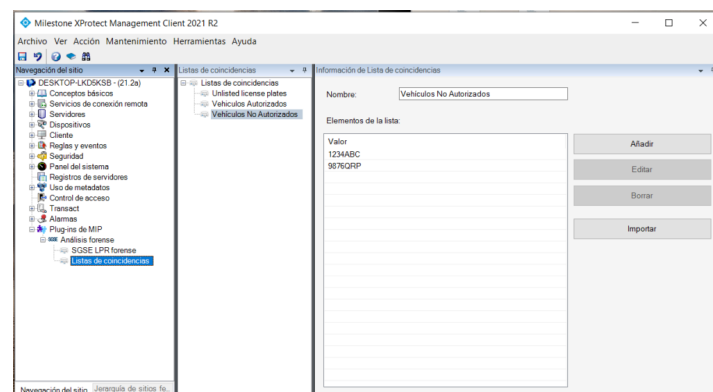 Milestone XProtect Management Client 2021 R2
Archivo Ver Acción Mantenimiento Herramientas Ayuda
Navegación del sitio
DESKTOP-LKD5KSB - (21.2a)
Conceptos básicos
Servicios de conexión remota
Servidores
Dispositivos
Cliente
Reglas y eventos
Seguridad
Panel del sistema
Registros de servidores
Uso de metadatos
Control de acceso
Transact
Alarmas
Plug-ins de MIP
Análisis forense
SGSE LPR forense
Listas de coincidencias
Navegación del sitio Jerarquía de sitios fe..
Listas de coincidencias
Listas de coincidencias
Unlisted license plates
Vehiculos Autorizados
Vehículos No Autorizados
Información de Lista de coincidencias
Nombre: Vehículos No Autorizados
Elementos de la lista:
Valor
1234ABC
9876QRP
Añadir
Editar
Borrar
Importar